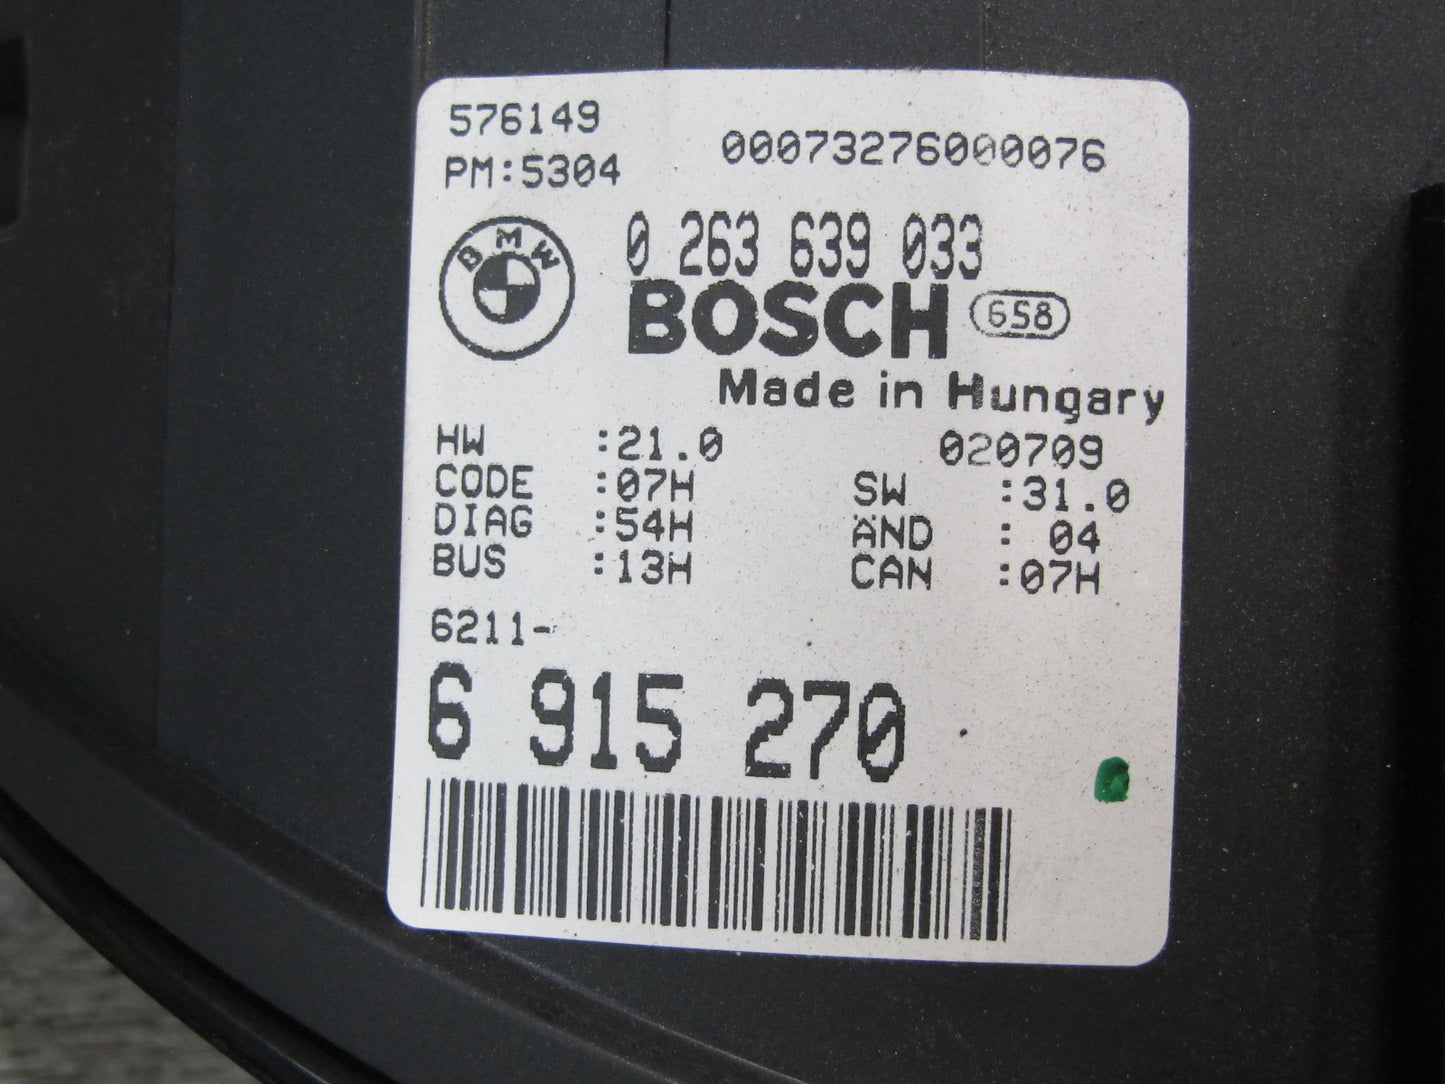 576149
00073276000076
PM:5304
BMW
0 263 639 033
BOSCH 658
Made in Hungary
HW :21.0 020709
CODE :07H SW :31.0
DIAG :54H ÄND : 04
BUS :13H CAN :07H
6211-
6 915 270